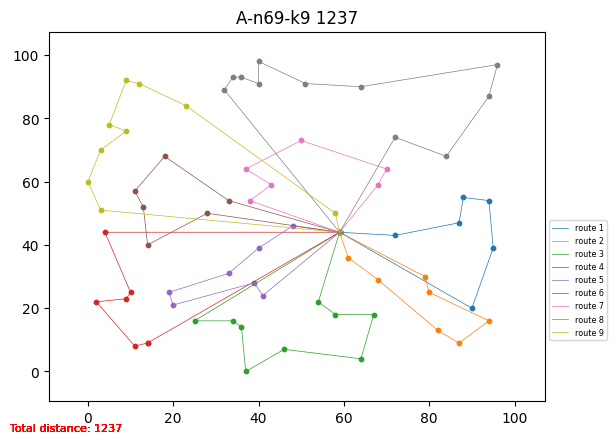 A-n69-k9 1237
100
80
60
40
20
0
0
20
40
60
80
100
route 1
route 2
route 3
route 4
route 5
route 6
route 7
route 8
route 9
Total distance: 1237